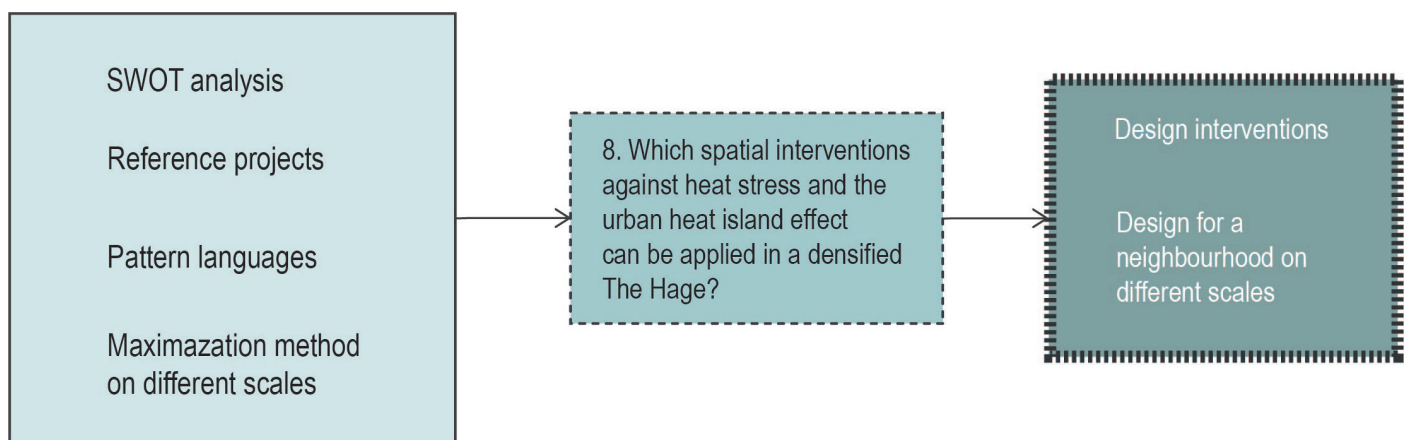 SWOT analysis
Reference projects
Pattern languages
Maximazation method
on different scales
8. Which spatial interventions
against heat stress and the
urban heat island effect
can be applied in a densified
The Hage?
Design interventions
Design for a
neighbourhood on
different scales